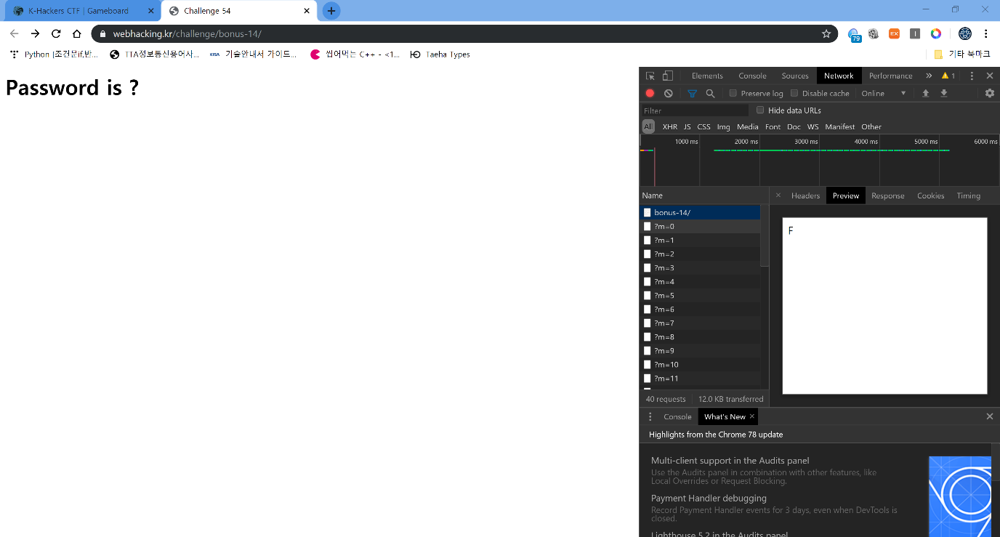 K-Hackers CTF | Gameboard
Challenge 54
webhacking.kr/challenge/bonus-14/
79
EX
Python [조건문if,반...
TTA정보통신용어사...
KISA
기술안내서 가이드...
씹어먹는 C++ - <1...
Taeha Types
기타 북마크
Password is ?
Elements
Console
Sources
Network
Performance
1
Preserve log
Disable cache
Online
Filter
Hide data URLs
All
XHR
JS
CSS
Img
Media
Font
Doc
WS
Manifest
Other
1000 ms
2000 ms
3000 ms
4000 ms
5000 ms
6000 ms
Name
Headers
Preview
Response
Cookies
Timing
bonus-14/
?m=0
?m=1
?m=2
?m=3
?m=4
?m=5
?m=6
?m=7
?m=8
?m=9
?m=10
?m=11
F
40 requests
12.0 KB transferred
Console
What's New
Highlights from the Chrome 78 update
Multi-client support in the Audits panel
Use the Audits panel in combination with other features, like
Local Overrides or Request Blocking.
Payment Handler debugging
Record Payment Handler events for 3 days, even when DevTools is
closed.
Lighthouse 5.2 in the Audits panel